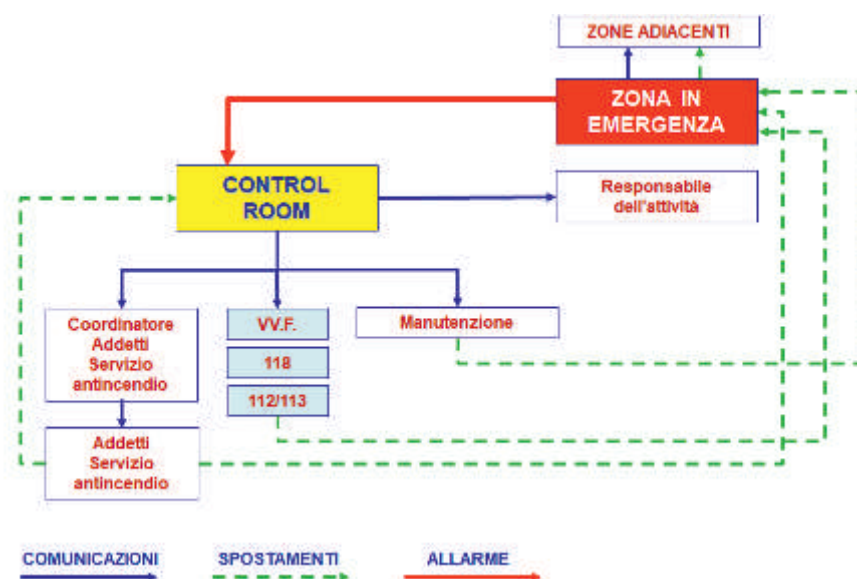 ZONE ADIACENTI
ZONA IN
EMERGENZA
CONTROL
ROOM
Responsabile
dell'attività
Coordinatore
Addetti
Servizio
antincendio
VV.F.
118
112/113
Manutenzione
Addetti
Servizio
antincendio
COMUNICAZIONI
SPOSTAMENTI
ALLARME